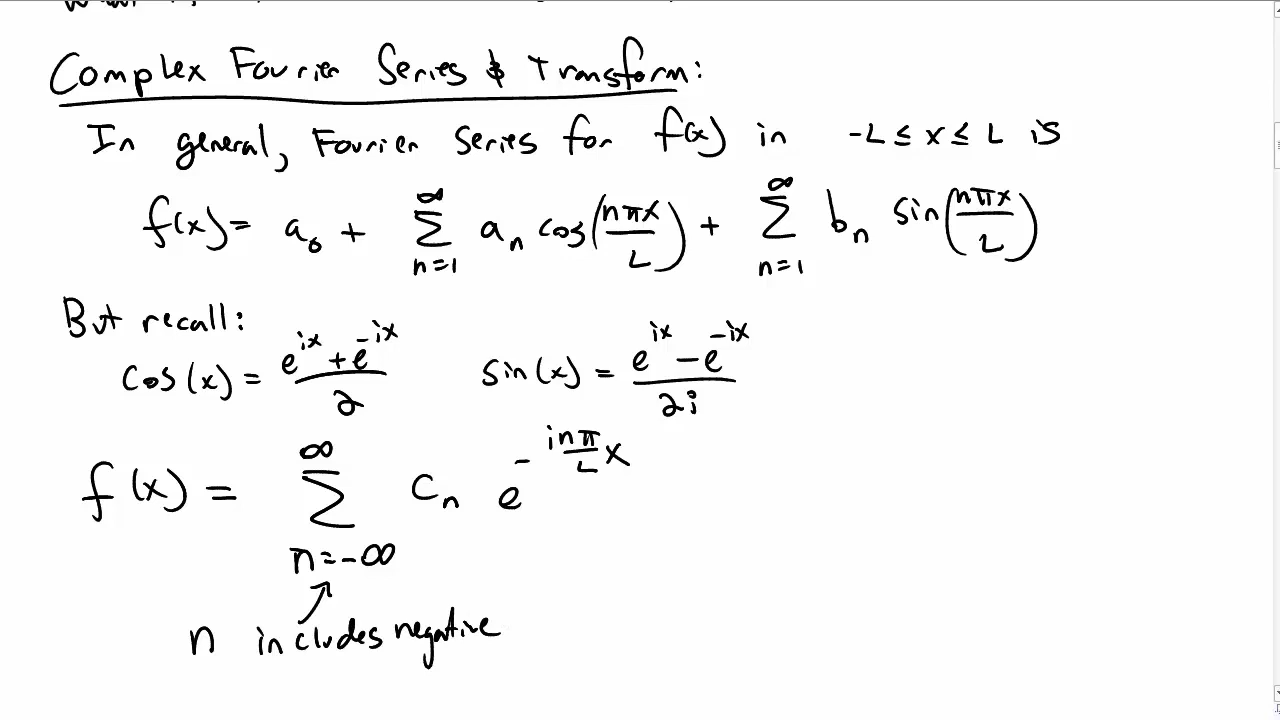 Complex Fourier Series & Transform:
In general, Fourier Series for f(x) in -L ≤ x ≤ L is
f(x) = a₀ + ∑_{n=1}^{∞} aₙ cos(nπx/L) + ∑_{n=1}^{∞} bₙ sin(nπx/L)
But recall:
cos(x) = (e^{ix} + e^{-ix})/2    sin(x) = (e^{ix} - e^{-ix})/2i
f(x) = ∑_{n=-∞}^{∞} cₙ e^{-(inπ/L)x}
n includes negative